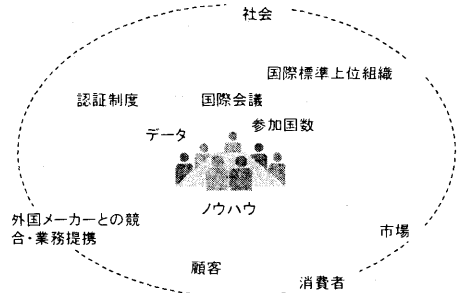 社会
国際標準上位組織
認証制度
国際会議
データ
参加国数
ノウハウ
外国メーカーとの競
合・業務提携
市場
顧客
消費者